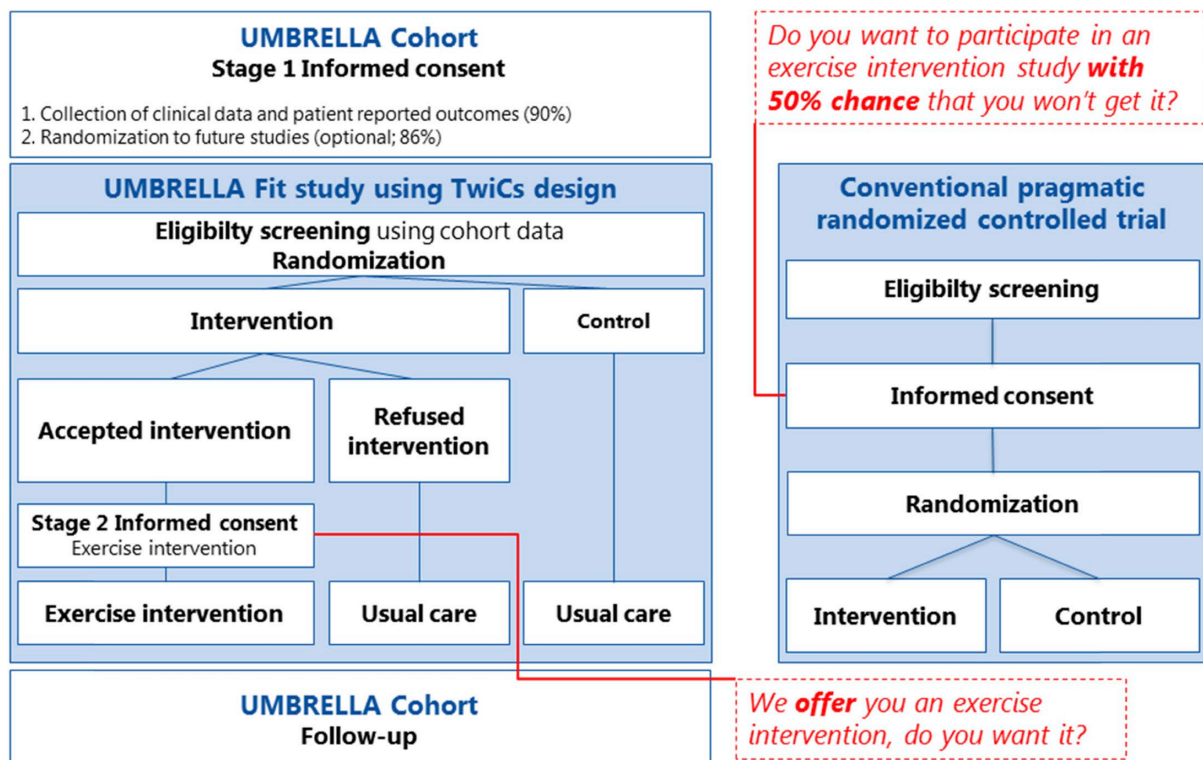 UMBRELLA Cohort
Stage 1 Informed consent
1. Collection of clinical data and patient reported outcomes (90%)
2. Randomization to future studies (optional; 86%)
UMBRELLA Fit study using TwiCs design
Eligibilty screening using cohort data
Randomization
Intervention
Control
Accepted intervention
Refused
intervention
Stage 2 Informed consent
Exercise intervention
Exercise intervention
Usual care
Usual care
UMBRELLA Cohort
Follow-up
Do you want to participate in an
exercise intervention study with
50% chance that you won't get it?
Conventional pragmatic
randomized controlled trial
Eligibilty screening
Informed consent
Randomization
Intervention
Control
We offer you an exercise
intervention, do you want it?